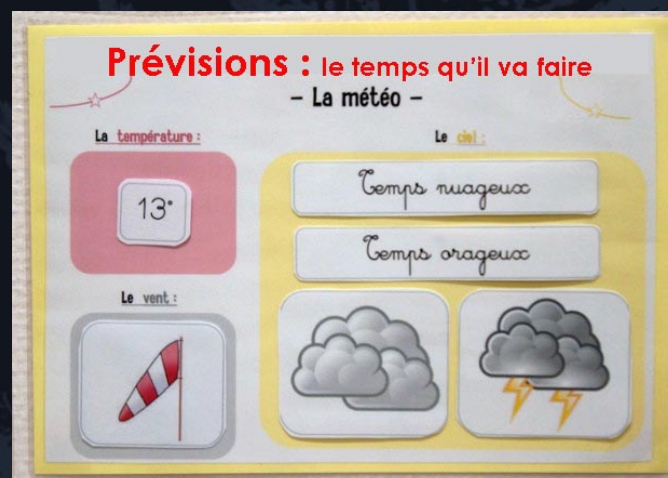 Prévisions : le temps qu'il va faire
– La météo –
La température :
Le ciel :
13°
Temps nuageux
Temps orageux
Le vent :